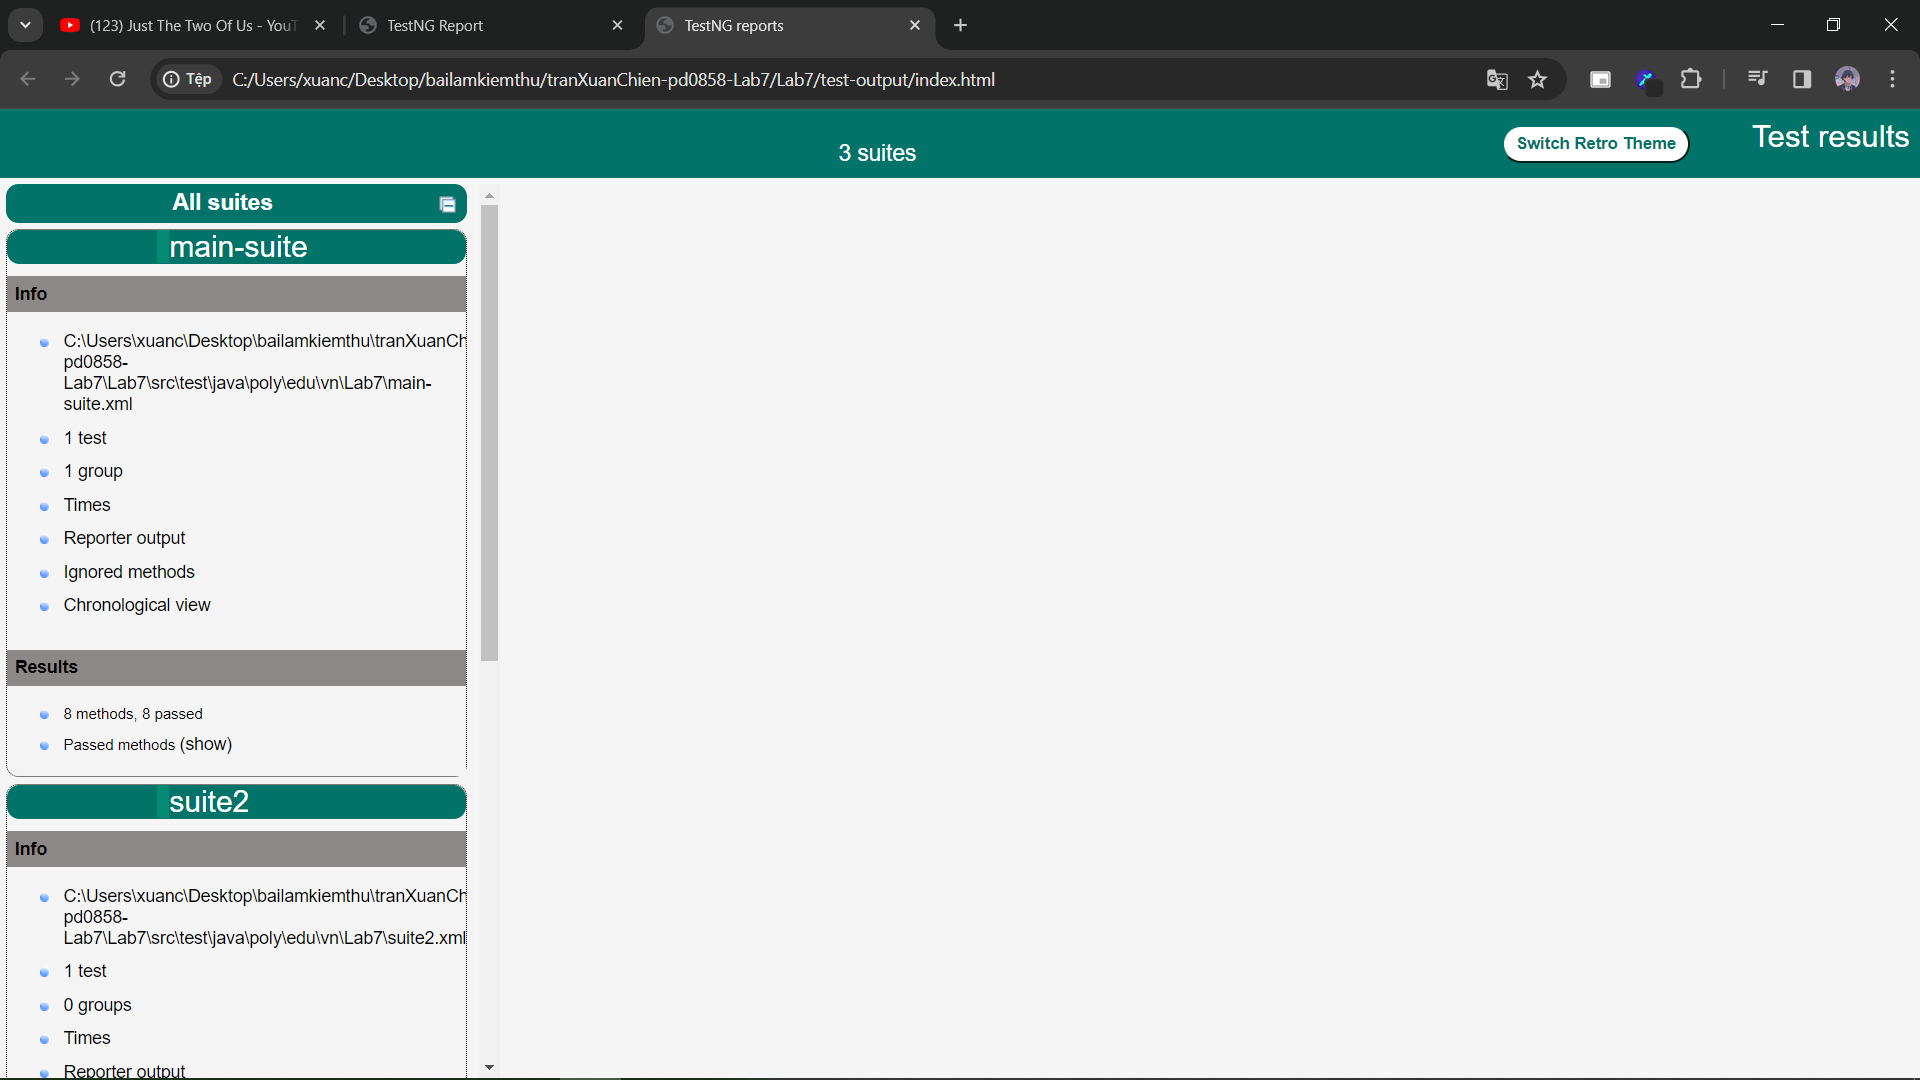 (123) Just The Two Of Us - YouT
TestNG Report
TestNG reports
Tệp
C:/Users/xuanc/Desktop/bailamkiemthu/tranXuanChien-pd0858-Lab7/Lab7/test-output/index.html
3 suites
Switch Retro Theme
Test results
All suites
main-suite
Info
C:\Users\xuanc\Desktop\bailamkiemthu\tranXuanCh
pd0858-
Lab7\Lab7\src\test\java\poly\edu\vn\Lab7\main-
suite.xml
1 test
1 group
Times
Reporter output
Ignored methods
Chronological view
Results
8 methods, 8 passed
Passed methods (show)
suite2
Info
C:\Users\xuanc\Desktop\bailamkiemthu\tranXuanCh
pd0858-
Lab7\Lab7\src\test\java\poly\edu\vn\Lab7\suite2.xml
1 test
0 groups
Times
Reporter output